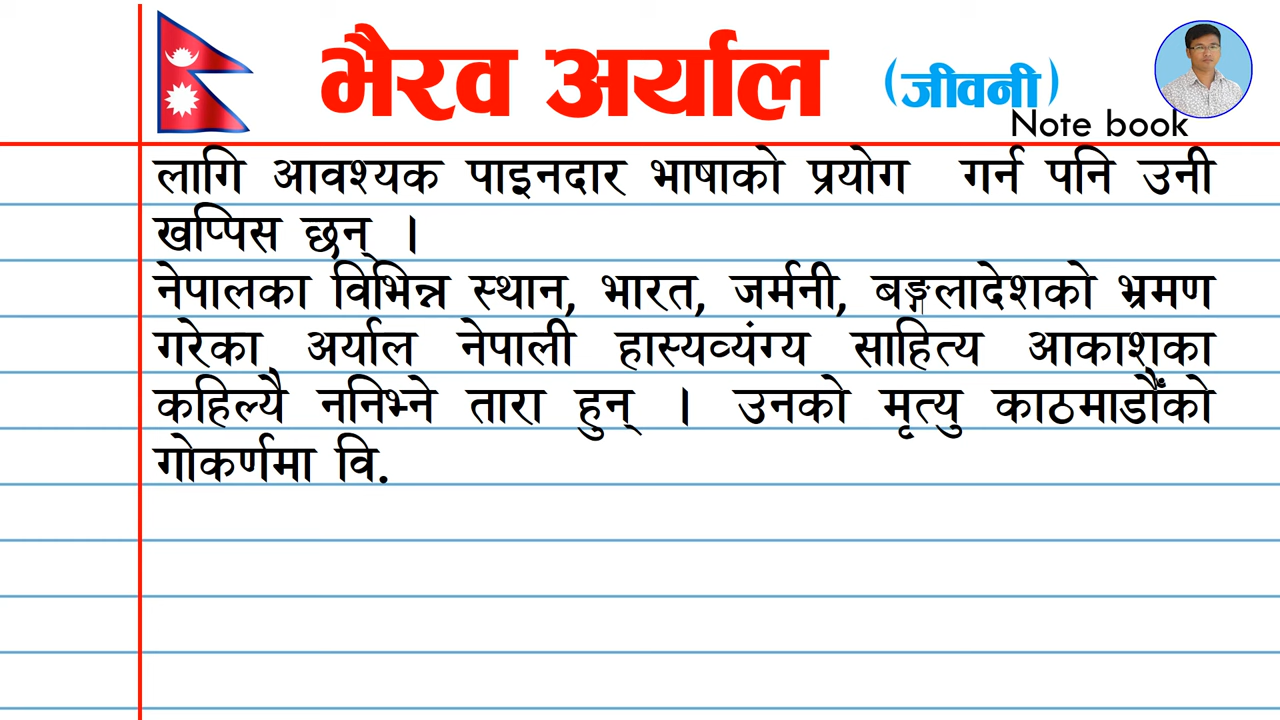 भैरव अर्याल (जीवनी)
Note book
लागि आवश्यक पाइनदार भाषाको प्रयोग गर्न पनि उनी
खप्पिस छन् ।
नेपालका विभिन्न स्थान, भारत, जर्मनी, बङ्गलादेशको भ्रमण
गरेका अर्याल नेपाली हास्यव्यंग्य साहित्य आकाशका
कहिल्यै ननिभ्ने तारा हुन् । उनको मृत्यु काठमाडौँको
गोकर्णमा वि.